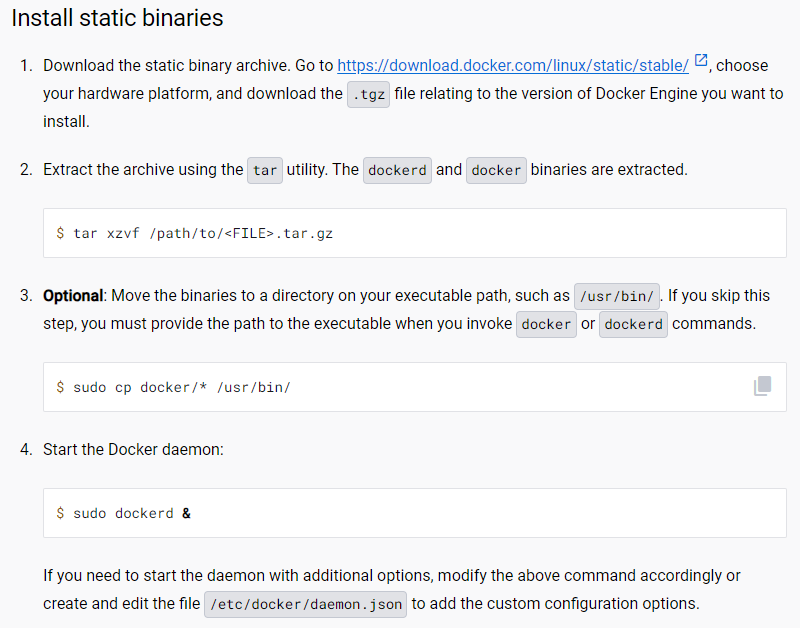 Install static binaries
1. Download the static binary archive. Go to https://download.docker.com/linux/static/stable/ , choose
your hardware platform, and download the .tgz file relating to the version of Docker Engine you want to
install.
2. Extract the archive using the tar utility. The dockerd and docker binaries are extracted.
$ tar xzvf /path/to/<FILE>.tar.gz
3. Optional: Move the binaries to a directory on your executable path, such as /usr/bin/ . If you skip this
step, you must provide the path to the executable when you invoke docker or dockerd commands.
$ sudo cp docker/* /usr/bin/
4. Start the Docker daemon:
$ sudo dockerd &
If you need to start the daemon with additional options, modify the above command accordingly or
create and edit the file /etc/docker/daemon.json to add the custom configuration options.